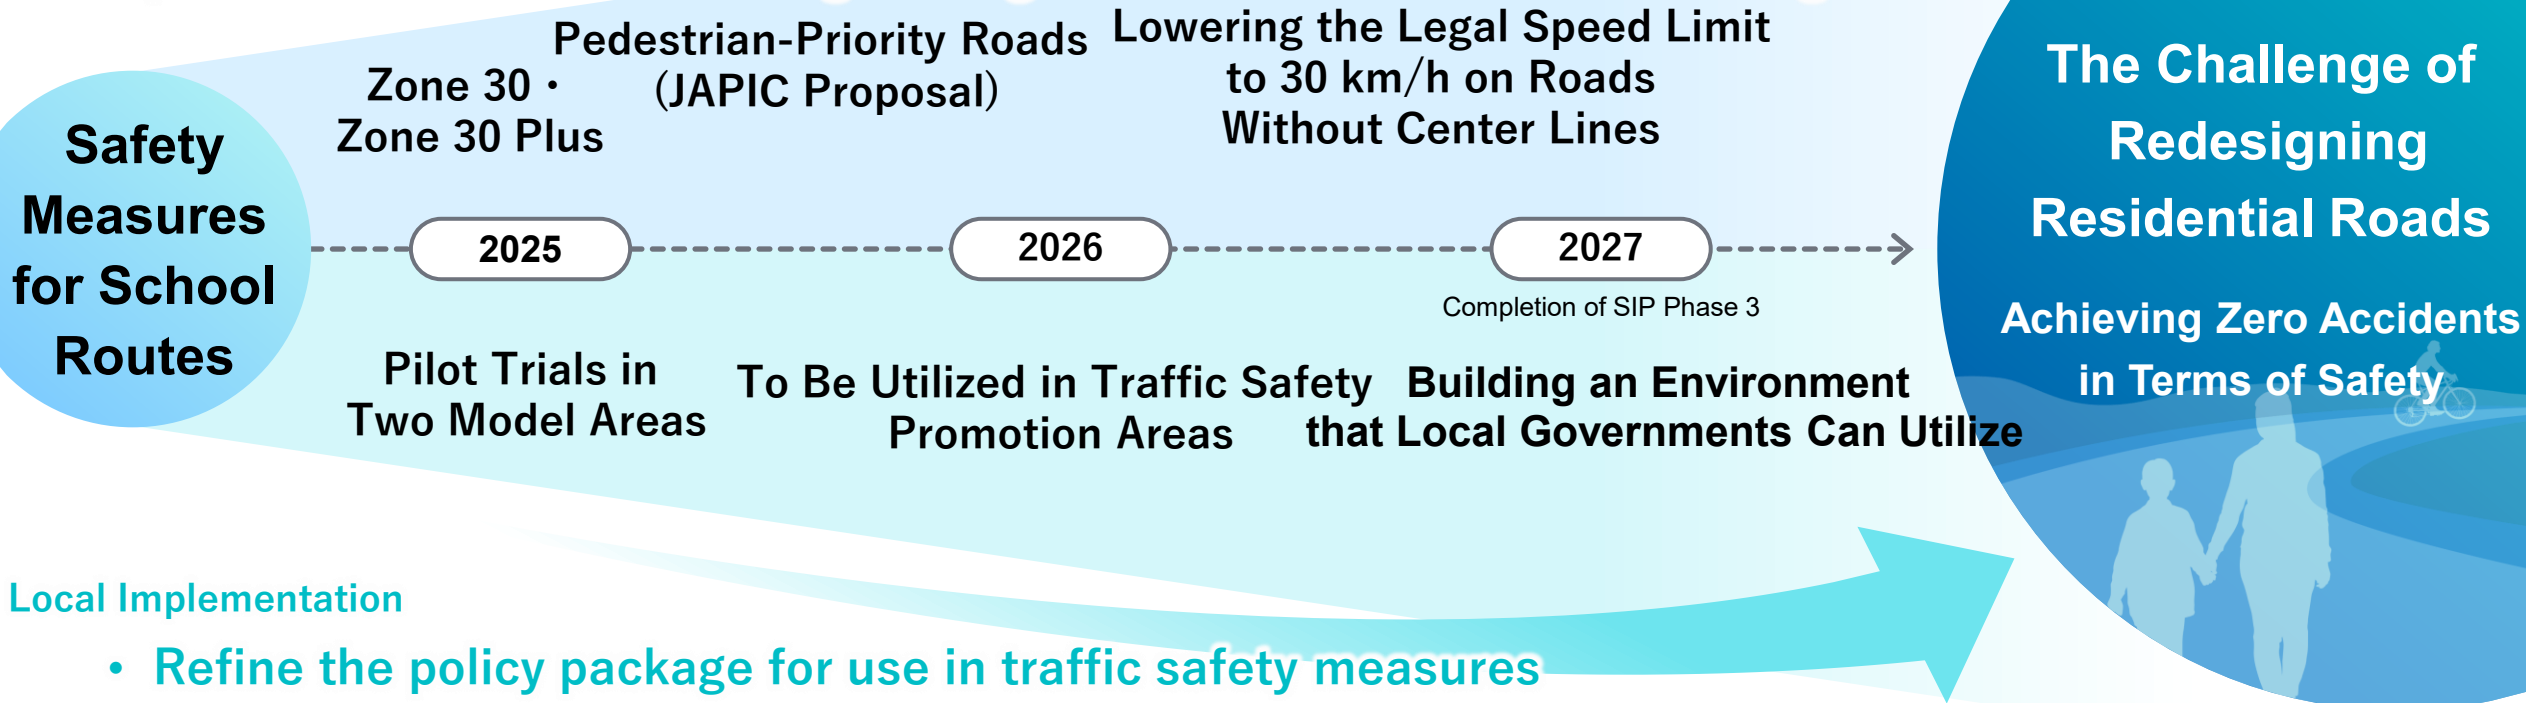 Safety
Measures
for School
Routes
Zone 30・
Zone 30 Plus
Pedestrian-Priority Roads
(JAPIC Proposal)
Lowering the Legal Speed Limit
to 30 km/h on Roads
Without Center Lines
2025
2026
2027
Completion of SIP Phase 3
Pilot Trials in
Two Model Areas
To Be Utilized in Traffic Safety
Promotion Areas
Building an Environment
that Local Governments Can Utilize
The Challenge of
Redesigning
Residential Roads
Achieving Zero Accidents
in Terms of Safety
Local Implementation
• Refine the policy package for use in traffic safety measures